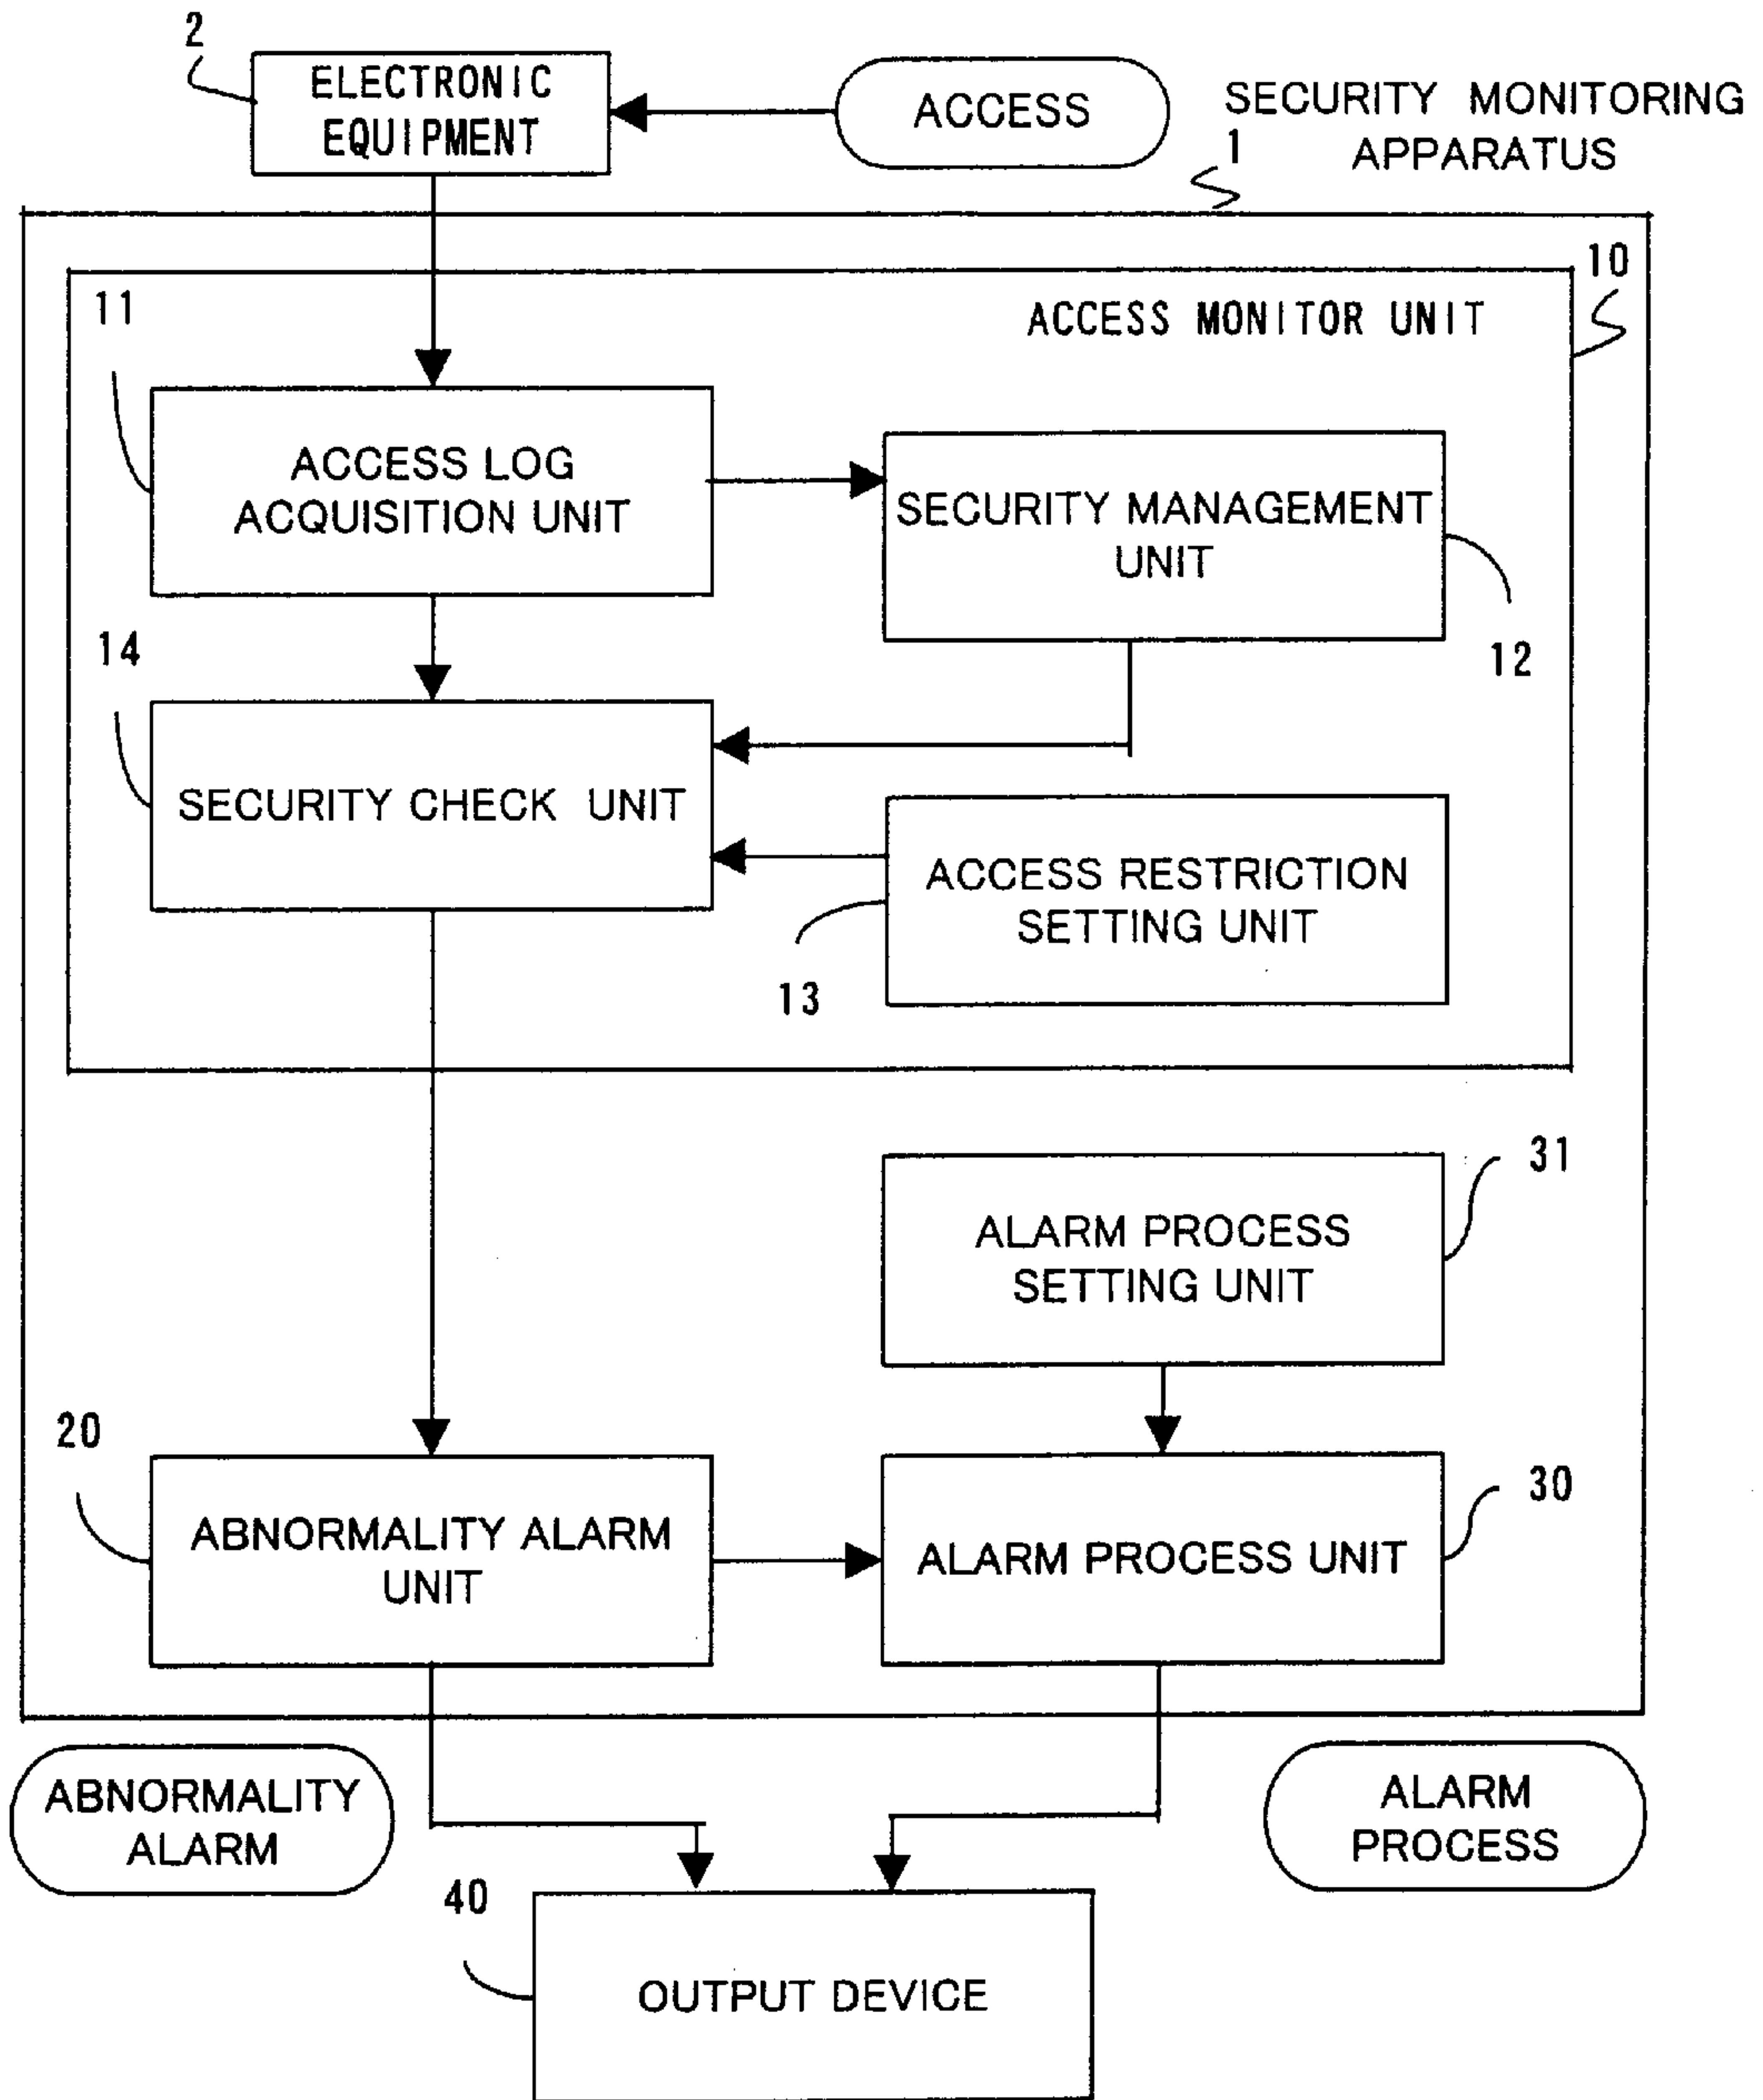 2
ELECTRONIC
EQUIPMENT
ACCESS
SECURITY MONITORING
APPARATUS
1
10
ACCESS MONITOR UNIT
11
ACCESS LOG
ACQUISITION UNIT
SECURITY MANAGEMENT
UNIT
12
14
SECURITY CHECK UNIT
ACCESS RESTRICTION
SETTING UNIT
13
31
ALARM PROCESS
SETTING UNIT
20
ABNORMALITY ALARM
UNIT
30
ALARM PROCESS UNIT
ABNORMALITY
ALARM
ALARM
PROCESS
40
OUTPUT DEVICE